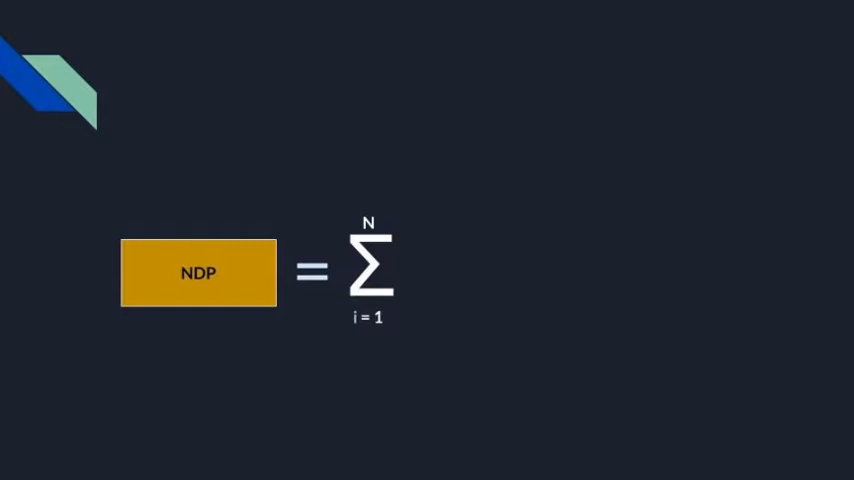 N
NDP = Σ
i = 1